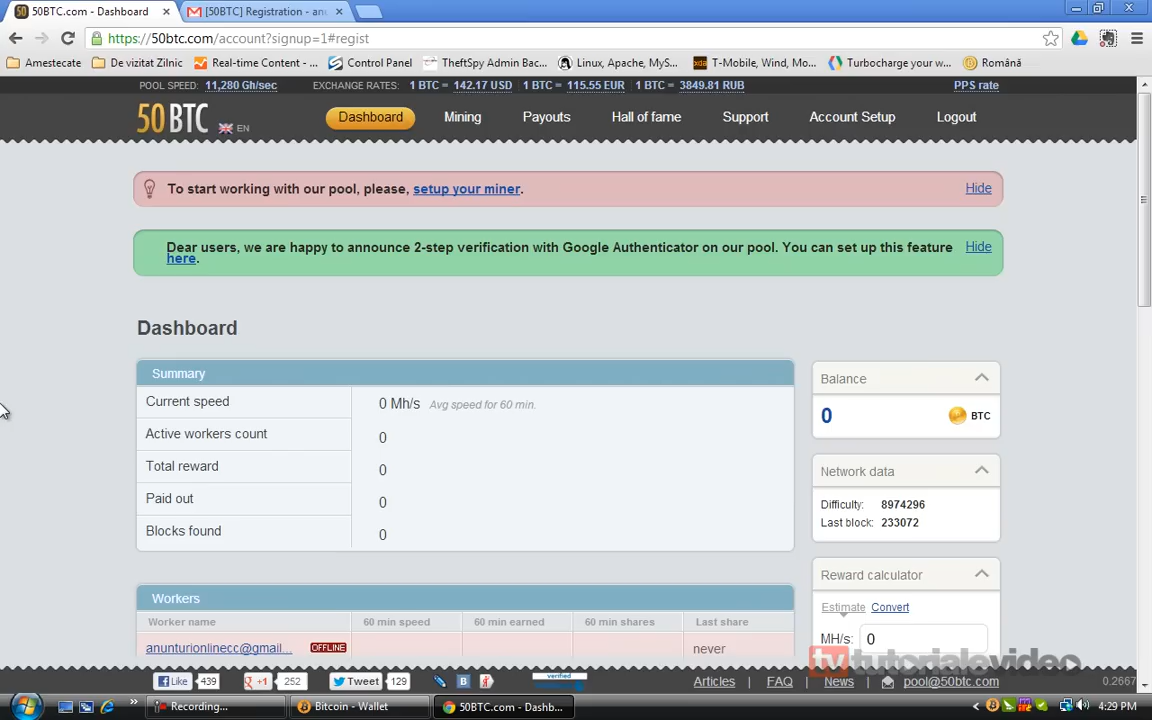 50BTC.com - Dashboard
[50BTC] Registration - an
https://50btc.com/account?signup=1#regist
Amestecate
De vizitat Zilnic
Real-time Content - ...
Control Panel
TheftSpy Admin Bac...
Linux, Apache, MyS...
T-Mobile, Wind, Mo...
Turbocharge your w...
Română
POOL SPEED: 11,280 Gh/sec EXCHANGE RATES: 1 BTC = 142.17 USD 1 BTC = 115.55 EUR 1 BTC = 3849.81 RUB PPS rate
50 BTC EN
Dashboard Mining Payouts Hall of fame Support Account Setup Logout
To start working with our pool, please, setup your miner. Hide
Dear users, we are happy to announce 2-step verification with Google Authenticator on our pool. You can set up this feature Hide
here.
Dashboard
Summary
Current speed 0 Mh/s Avg speed for 60 min.
Active workers count 0
Total reward 0
Paid out 0
Blocks found 0
Balance
0 BTC
Network data
Difficulty: 8974296
Last block: 233072
Reward calculator
Estimate Convert
MH/s: 0
Workers
Worker name 60 min speed 60 min earned 60 min shares Last share
anunturionlinecc@gmail... OFFLINE never
tv tutorialevideo
Like 439 +1 252 Tweet 129 B verified
Articles | FAQ | News | pool@50btc.com 0.2667
Recording...
Bitcoin - Wallet
50BTC.com - Dashb...
4:29 PM